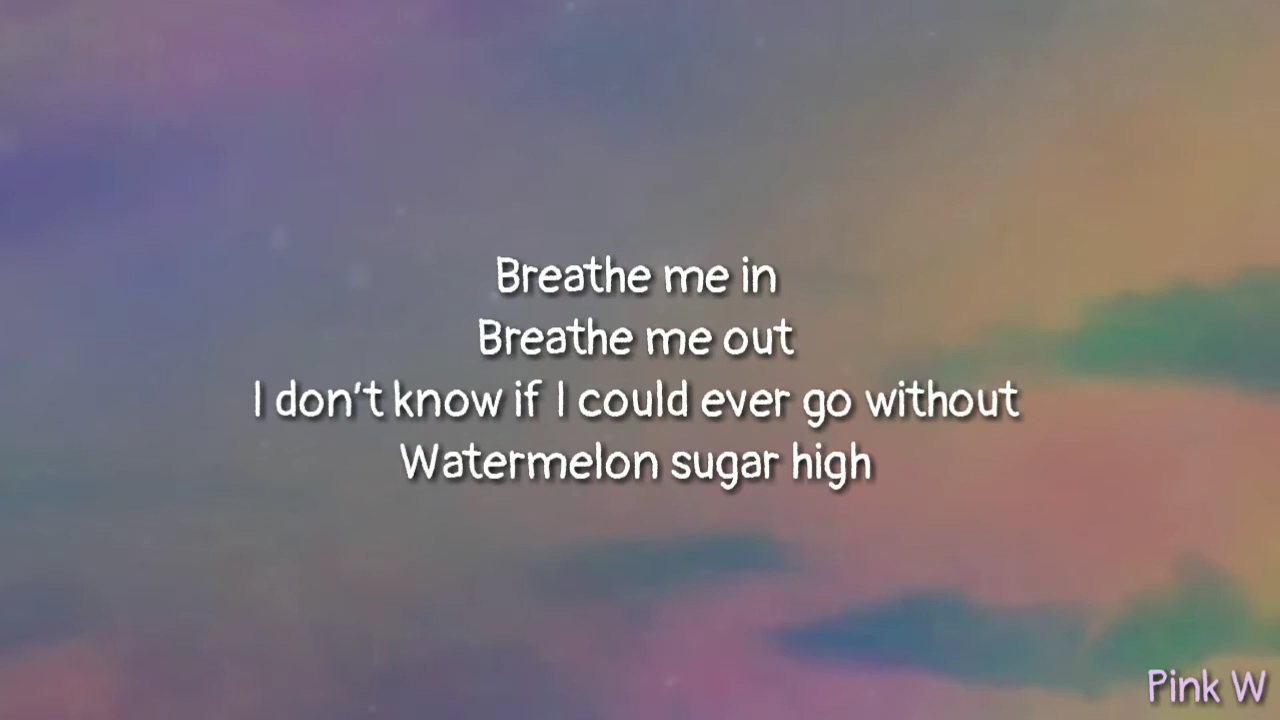 Breathe me in
Breathe me out
I don't know if I could ever go without
Watermelon sugar high
Pink W